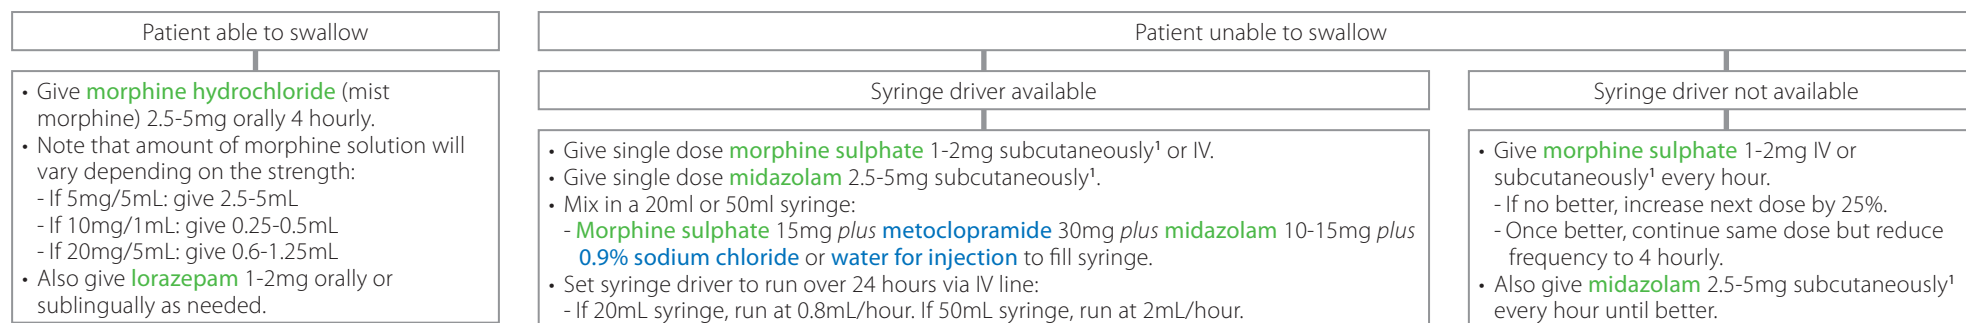 Patient able to swallow
• Give morphine hydrochloride (mist
morphine) 2.5-5mg orally 4 hourly.
• Note that amount of morphine solution will
vary depending on the strength:
- If 5mg/5mL: give 2.5-5mL
- If 10mg/1mL: give 0.25-0.5mL
- If 20mg/5mL: give 0.6-1.25mL
• Also give lorazepam 1-2mg orally or
sublingually as needed.
Patient unable to swallow
Syringe driver available
• Give single dose morphine sulphate 1-2mg subcutaneously¹ or IV.
• Give single dose midazolam 2.5-5mg subcutaneously¹.
• Mix in a 20ml or 50ml syringe:
- Morphine sulphate 15mg plus metoclopramide 30mg plus midazolam 10-15mg plus
0.9% sodium chloride or water for injection to fill syringe.
• Set syringe driver to run over 24 hours via IV line:
- If 20mL syringe, run at 0.8mL/hour. If 50mL syringe, run at 2mL/hour.
Syringe driver not available
• Give morphine sulphate 1-2mg IV or
subcutaneously¹ every hour.
- If no better, increase next dose by 25%.
- Once better, continue same dose but reduce
frequency to 4 hourly.
• Also give midazolam 2.5-5mg subcutaneously¹
every hour until better.